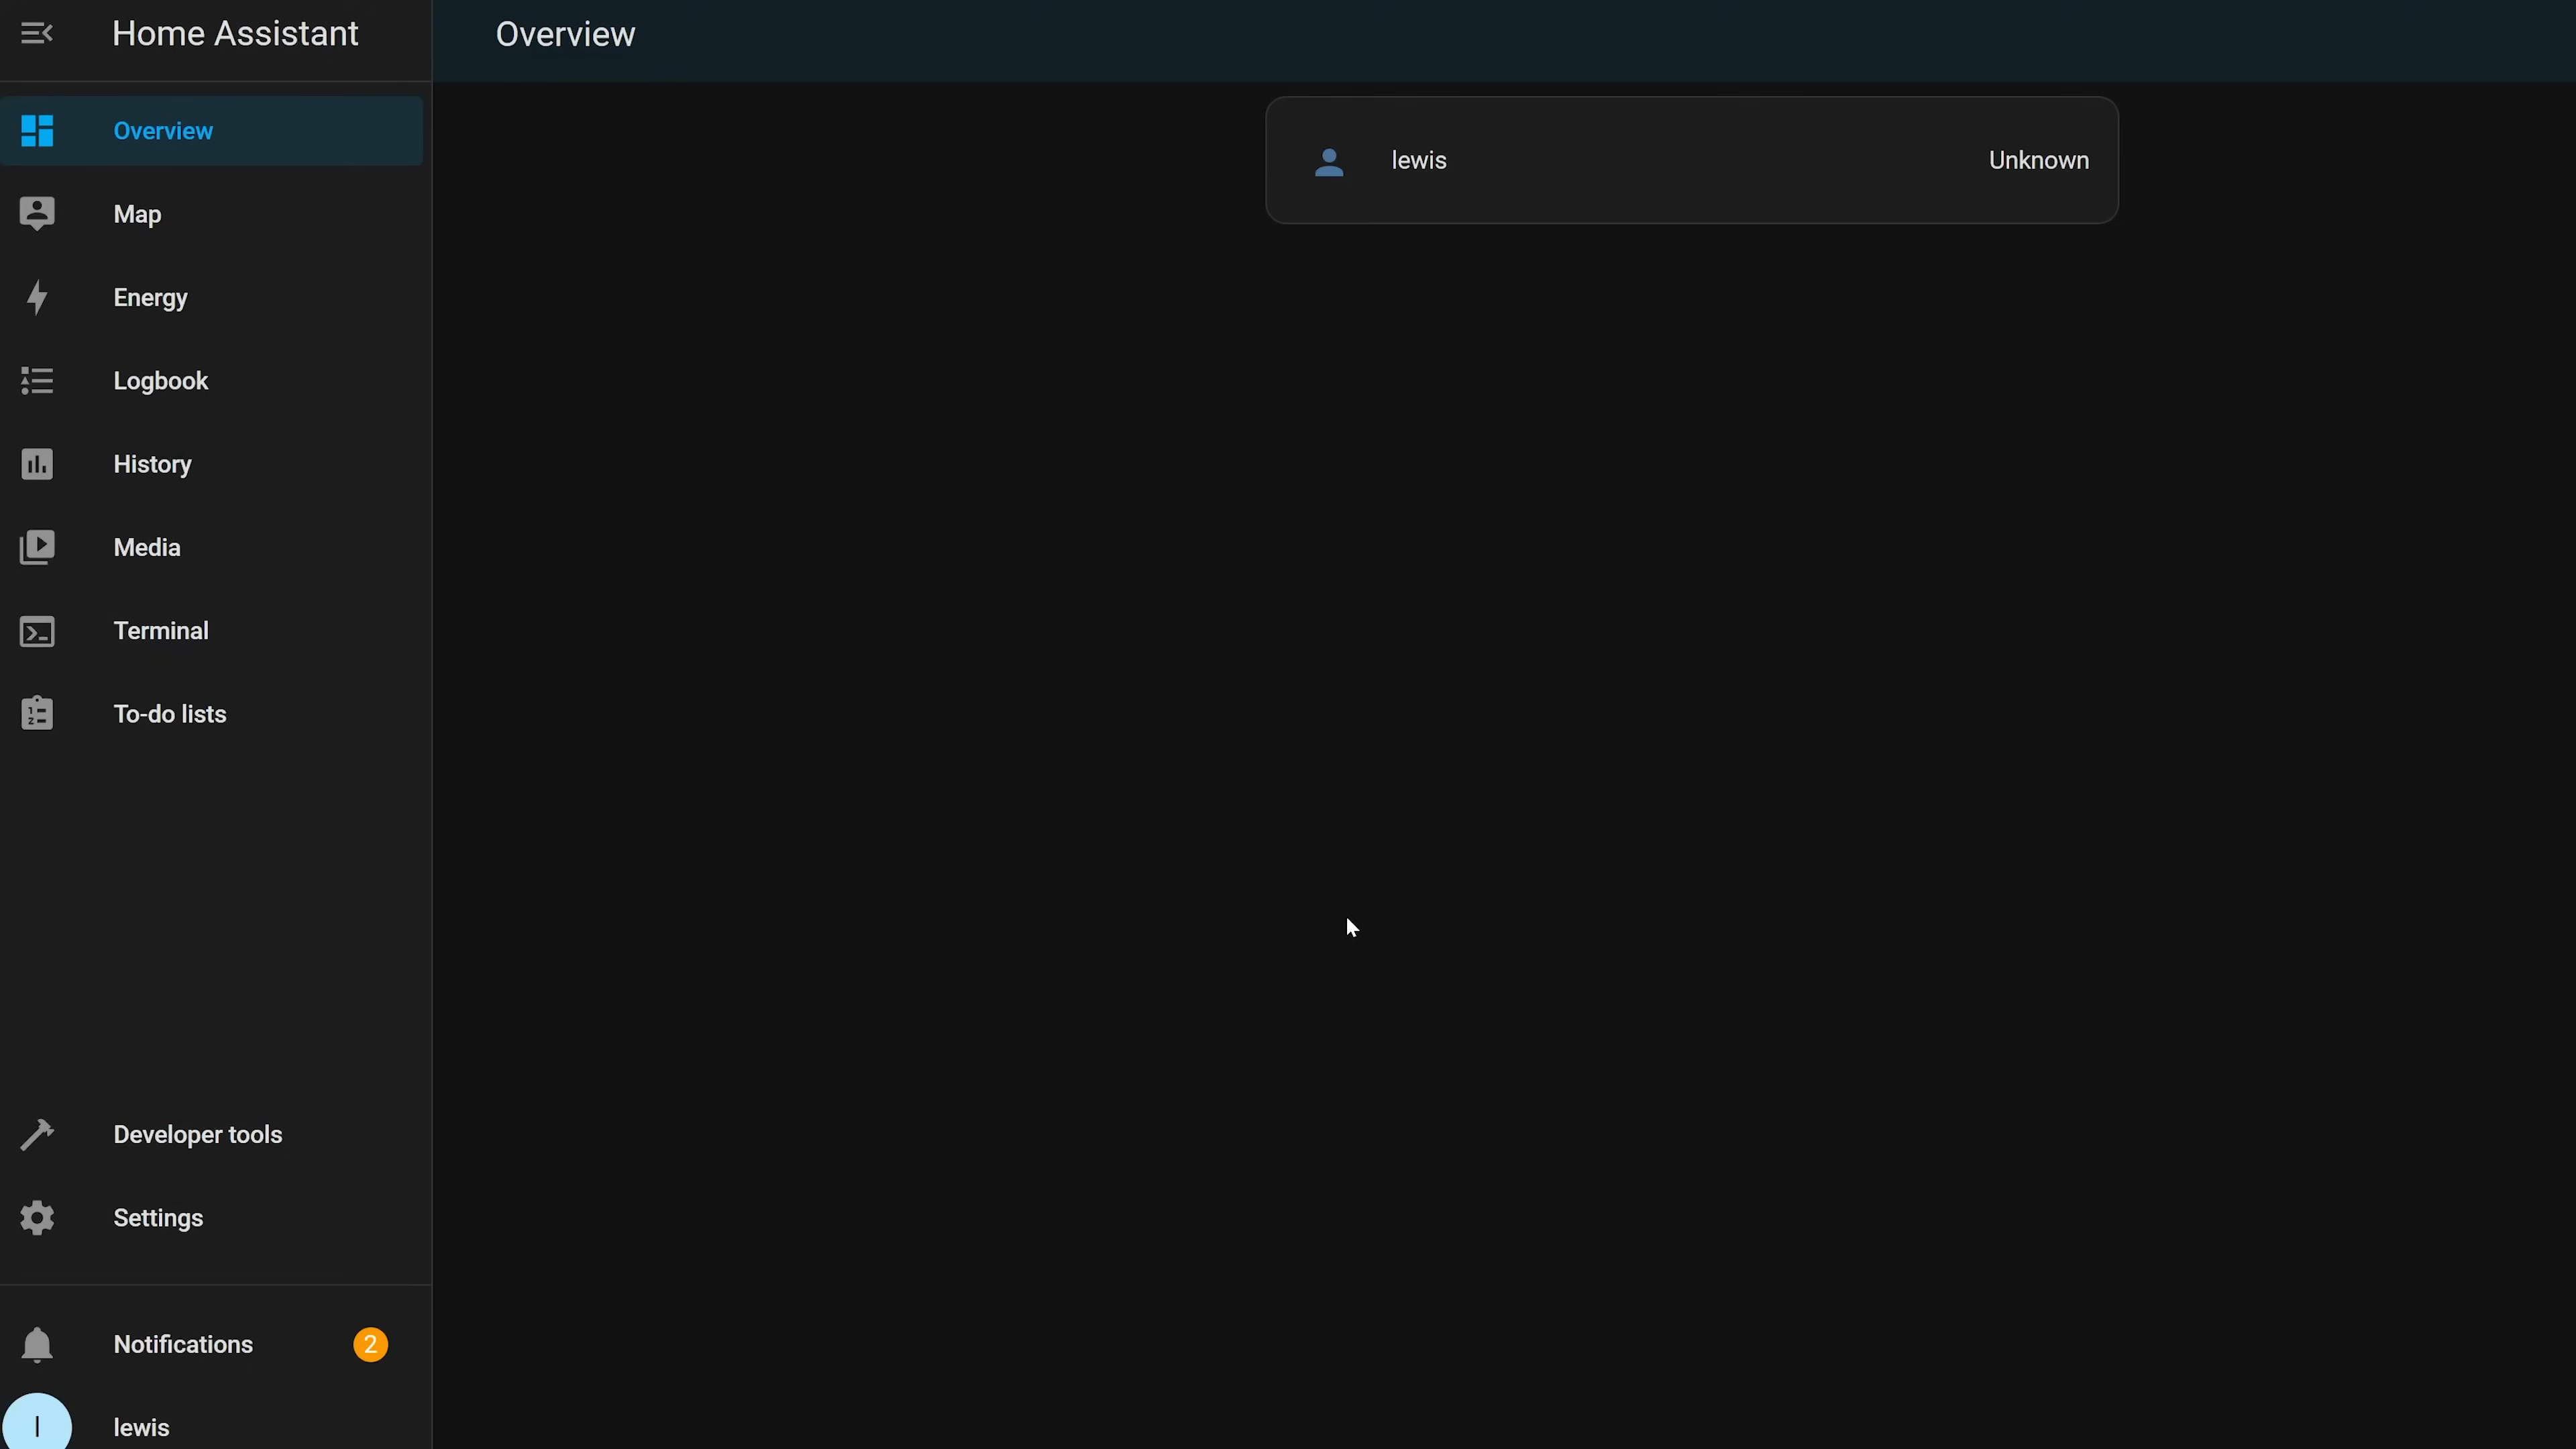 Home Assistant
Overview
Overview
lewis
Unknown
Map
Energy
Logbook
History
Media
Terminal
To-do lists
Developer tools
Settings
Notifications
2
l
lewis